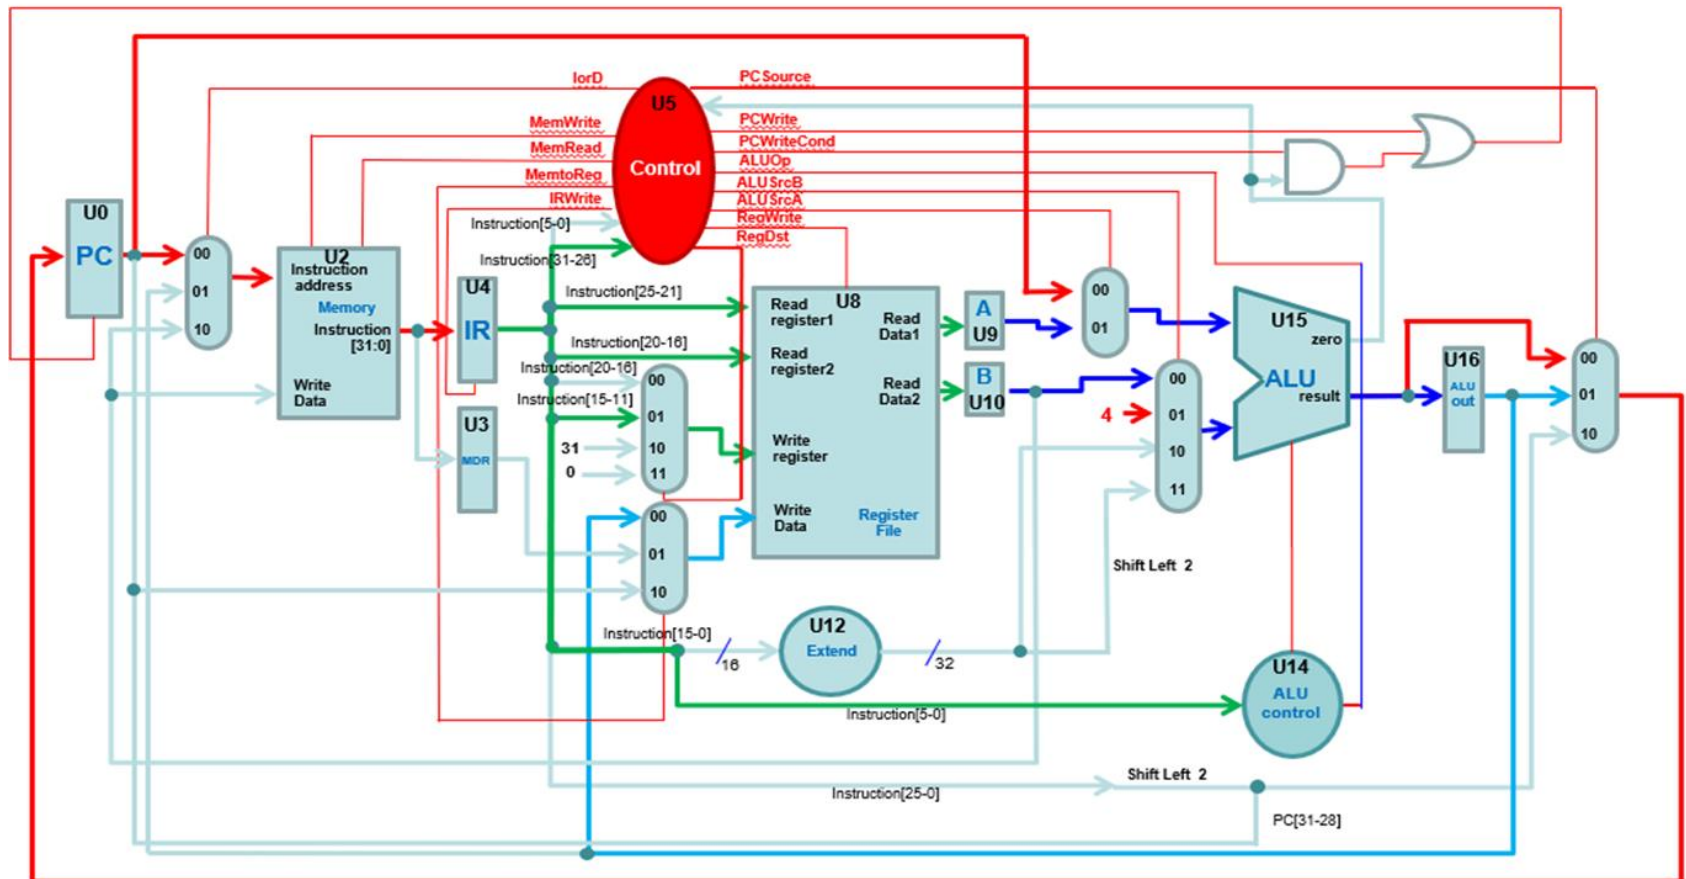 IorD
PCSource
U5
MemWrite
PCWrite
MemRead
PCWriteCond
Control
ALUOp
MemtoReg
ALUSrcB
IRWrite
ALUSrcA
RegWrite
RegDst
Instruction[5-0]
Instruction[31-26]
U0
PC
00
01
10
U2
Instruction
address
Memory
Instruction
[31:0]
Write
Data
U4
IR
U3
MDR
Instruction[25-21]
Instruction[20-16]
Instruction[20-16]
Instruction[15-11]
31
0
00
01
10
11
00
01
10
U8
Read
register1
Read
register2
Write
register
Write
Data
Read
Data1
Read
Data2
Register
File
A
U9
B
U10
00
01
4
00
01
10
11
U15
zero
ALU
result
U16
ALU
out
00
01
10
Shift Left 2
Instruction[15-0]
16
U12
Extend
32
U14
ALU
control
Instruction[5-0]
Shift Left 2
Instruction[25-0]
PC[31-28]